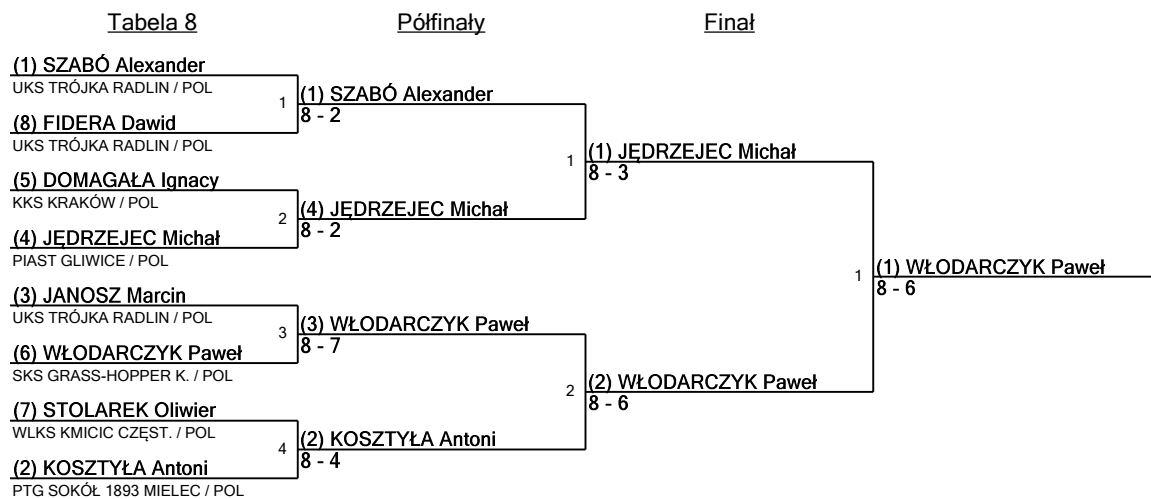 Tabela 8
Półfinały
Finał
(1) SZABÓ Alexander
UKS TRÓJKA RADLIN / POL
1
(8) FIDERA Dawid
UKS TRÓJKA RADLIN / POL
(1) SZABÓ Alexander
8 - 2
(5) DOMAGAŁA Ignacy
KKS KRAKÓW / POL
2
(4) JĘDRZEJEC Michał
PIAST GLIWICE / POL
(4) JĘDRZEJEC Michał
8 - 2
1
(1) JĘDRZEJEC Michał
8 - 3
(3) JANOSZ Marcin
UKS TRÓJKA RADLIN / POL
3
(6) WŁODARCZYK Paweł
SKS GRASS-HOPPER K. / POL
(3) WŁODARCZYK Paweł
8 - 7
(7) STOLAREK Oliwier
WLKS KMICIC CZĘST. / POL
4
(2) KOSZTYŁA Antoni
PTG SOKÓŁ 1893 MIELEC / POL
(2) KOSZTYŁA Antoni
8 - 4
2
(2) WŁODARCZYK Paweł
8 - 6
1
(1) WŁODARCZYK Paweł
8 - 6